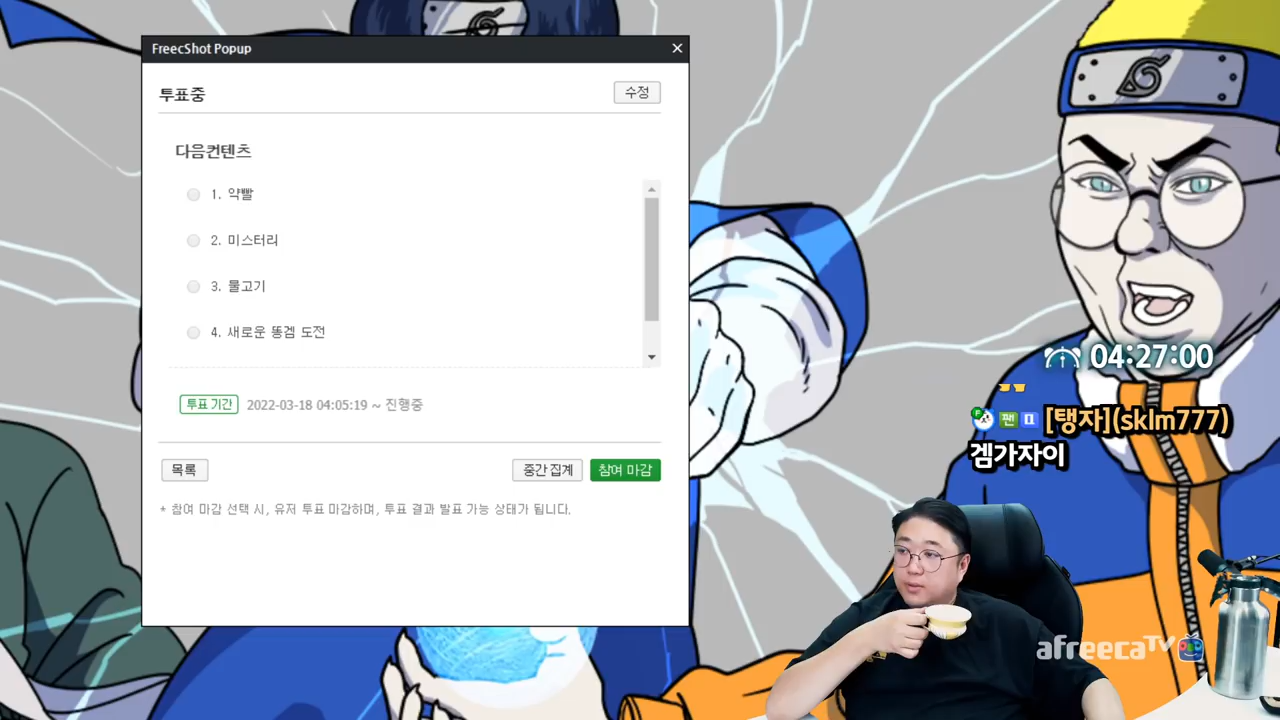 FreecShot Popup
투표중
수정
다음컨텐츠
1. 약빨
2. 미스터리
3. 물고기
4. 새로운 똥겜 도전
투표 기간 2022-03-18 04:05:19 ~ 진행중
목록
중간 집계
참여 마감
* 참여 마감 선택 시, 유저 투표 마감하며, 투표 결과 발표 가능 상태가 됩니다.
04:27:00
F 팬 [탱자](sklm777)
겜가자이
afreecaTV